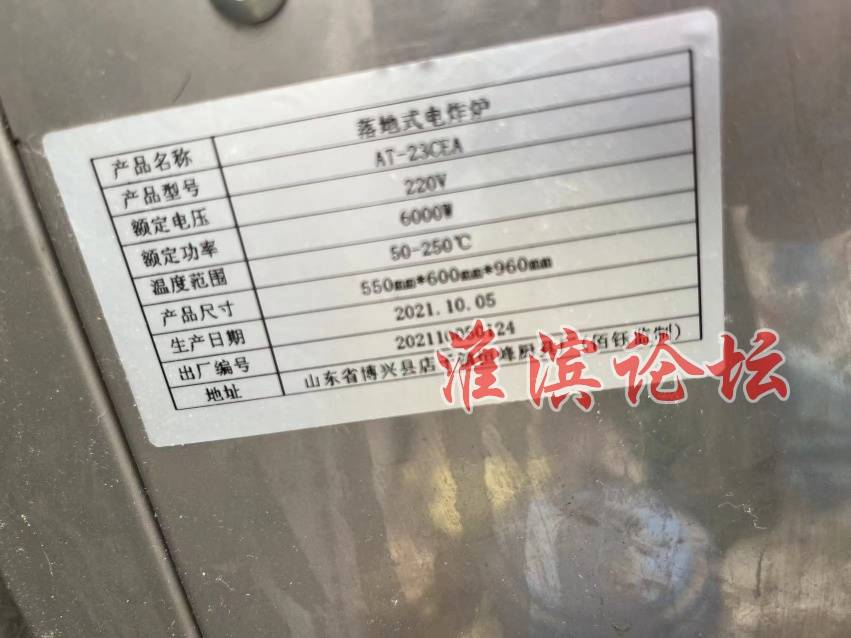 产品名称 落地式电炸炉
产品型号 AT-23CEA
额定电压 220V
额定功率 6000W
温度范围 50-250℃
产品尺寸 550mm*600mm*960mm
生产日期 2021.10.05
出厂编号
地址 山东省博兴县店
监制)
淮滨论坛